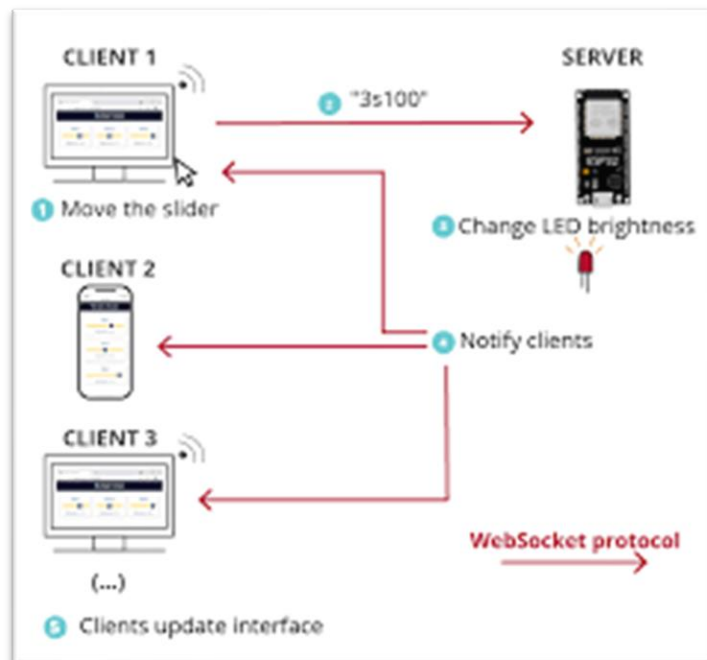 CLIENT 1
SERVER
2 "3s100"
1 Move the slider
3 Change LED brightness
CLIENT 2
4 Notify clients
CLIENT 3
WebSocket protocol
(...)
5 Clients update interface